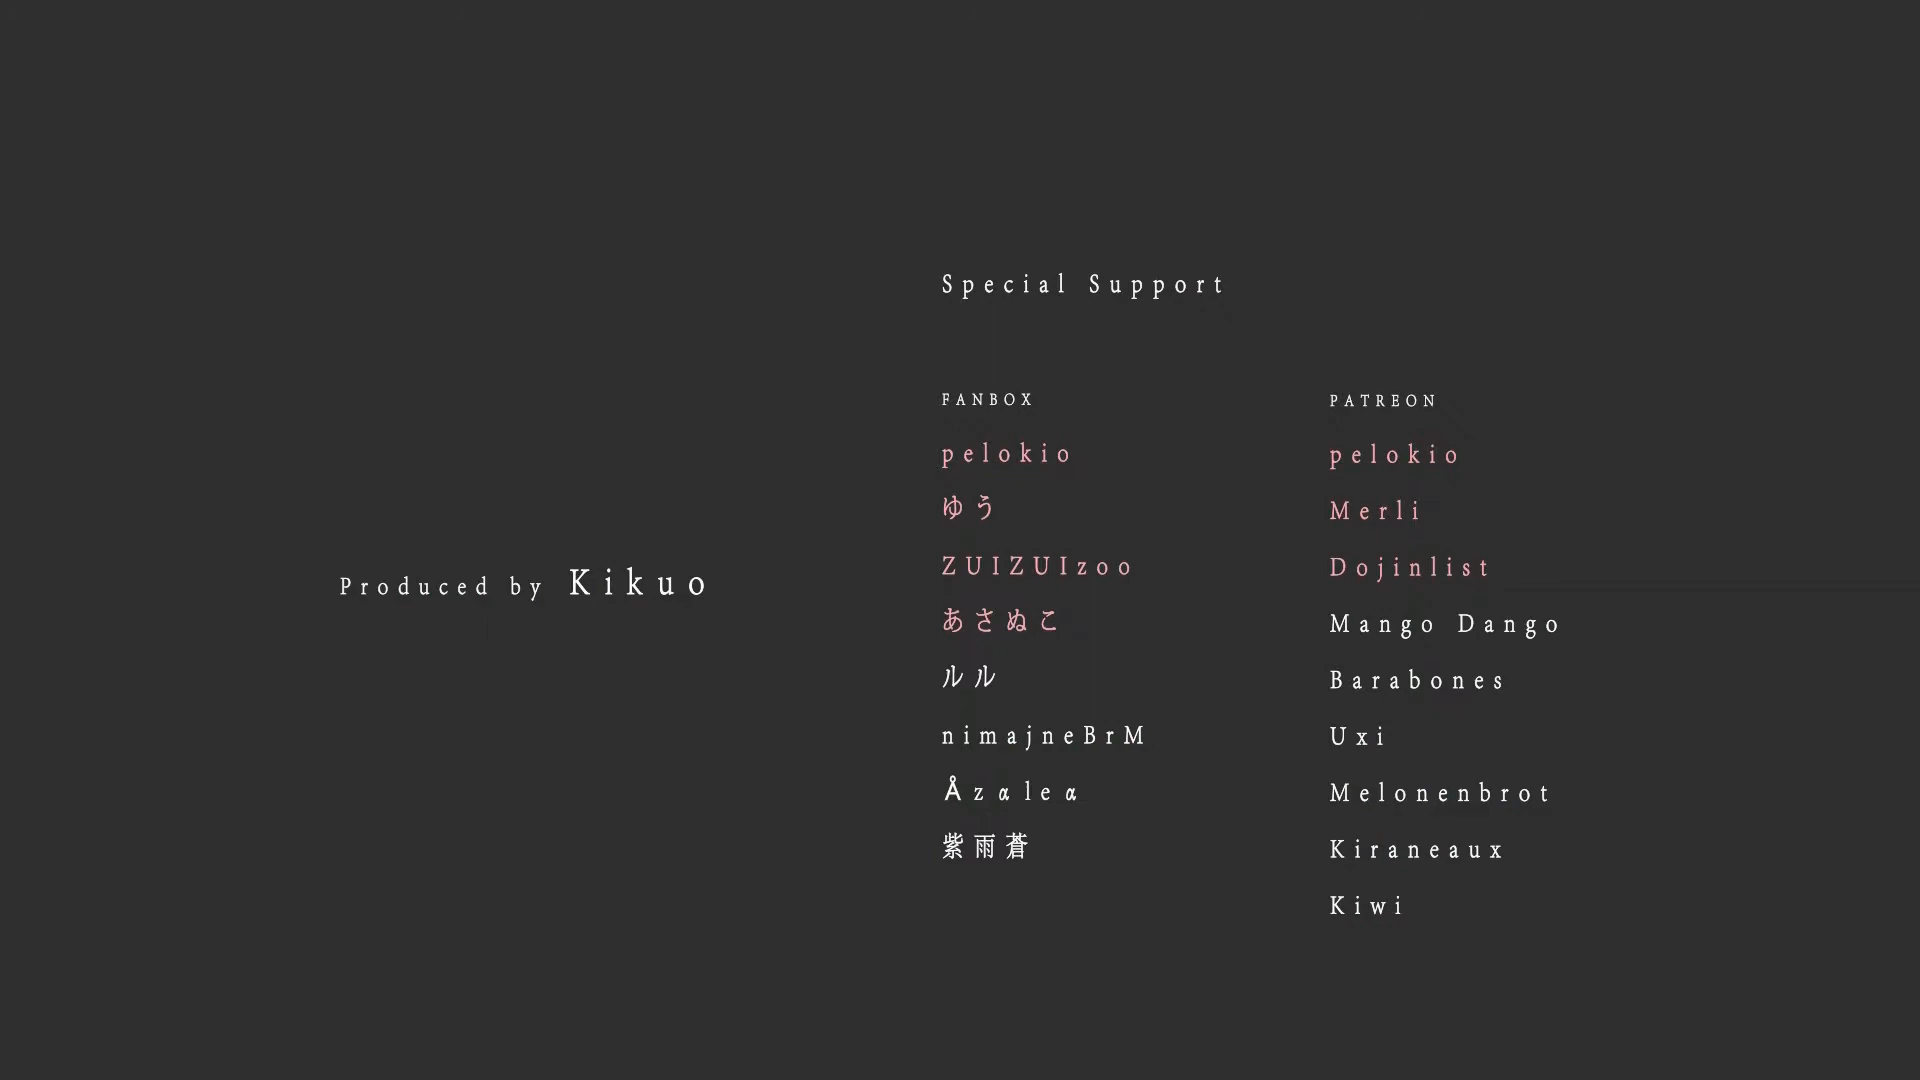 Produced by Kikuo
Special Support
FANBOX
pelokio
ゆう
ZUIZUIzoo
あさぬこ
ルル
nimajneBrM
Åzαleα
紫雨蒼
PATREON
pelokio
Merli
Dojinlist
Mango Dango
Barabones
Uxi
Melonenbrot
Kiraneaux
Kiwi